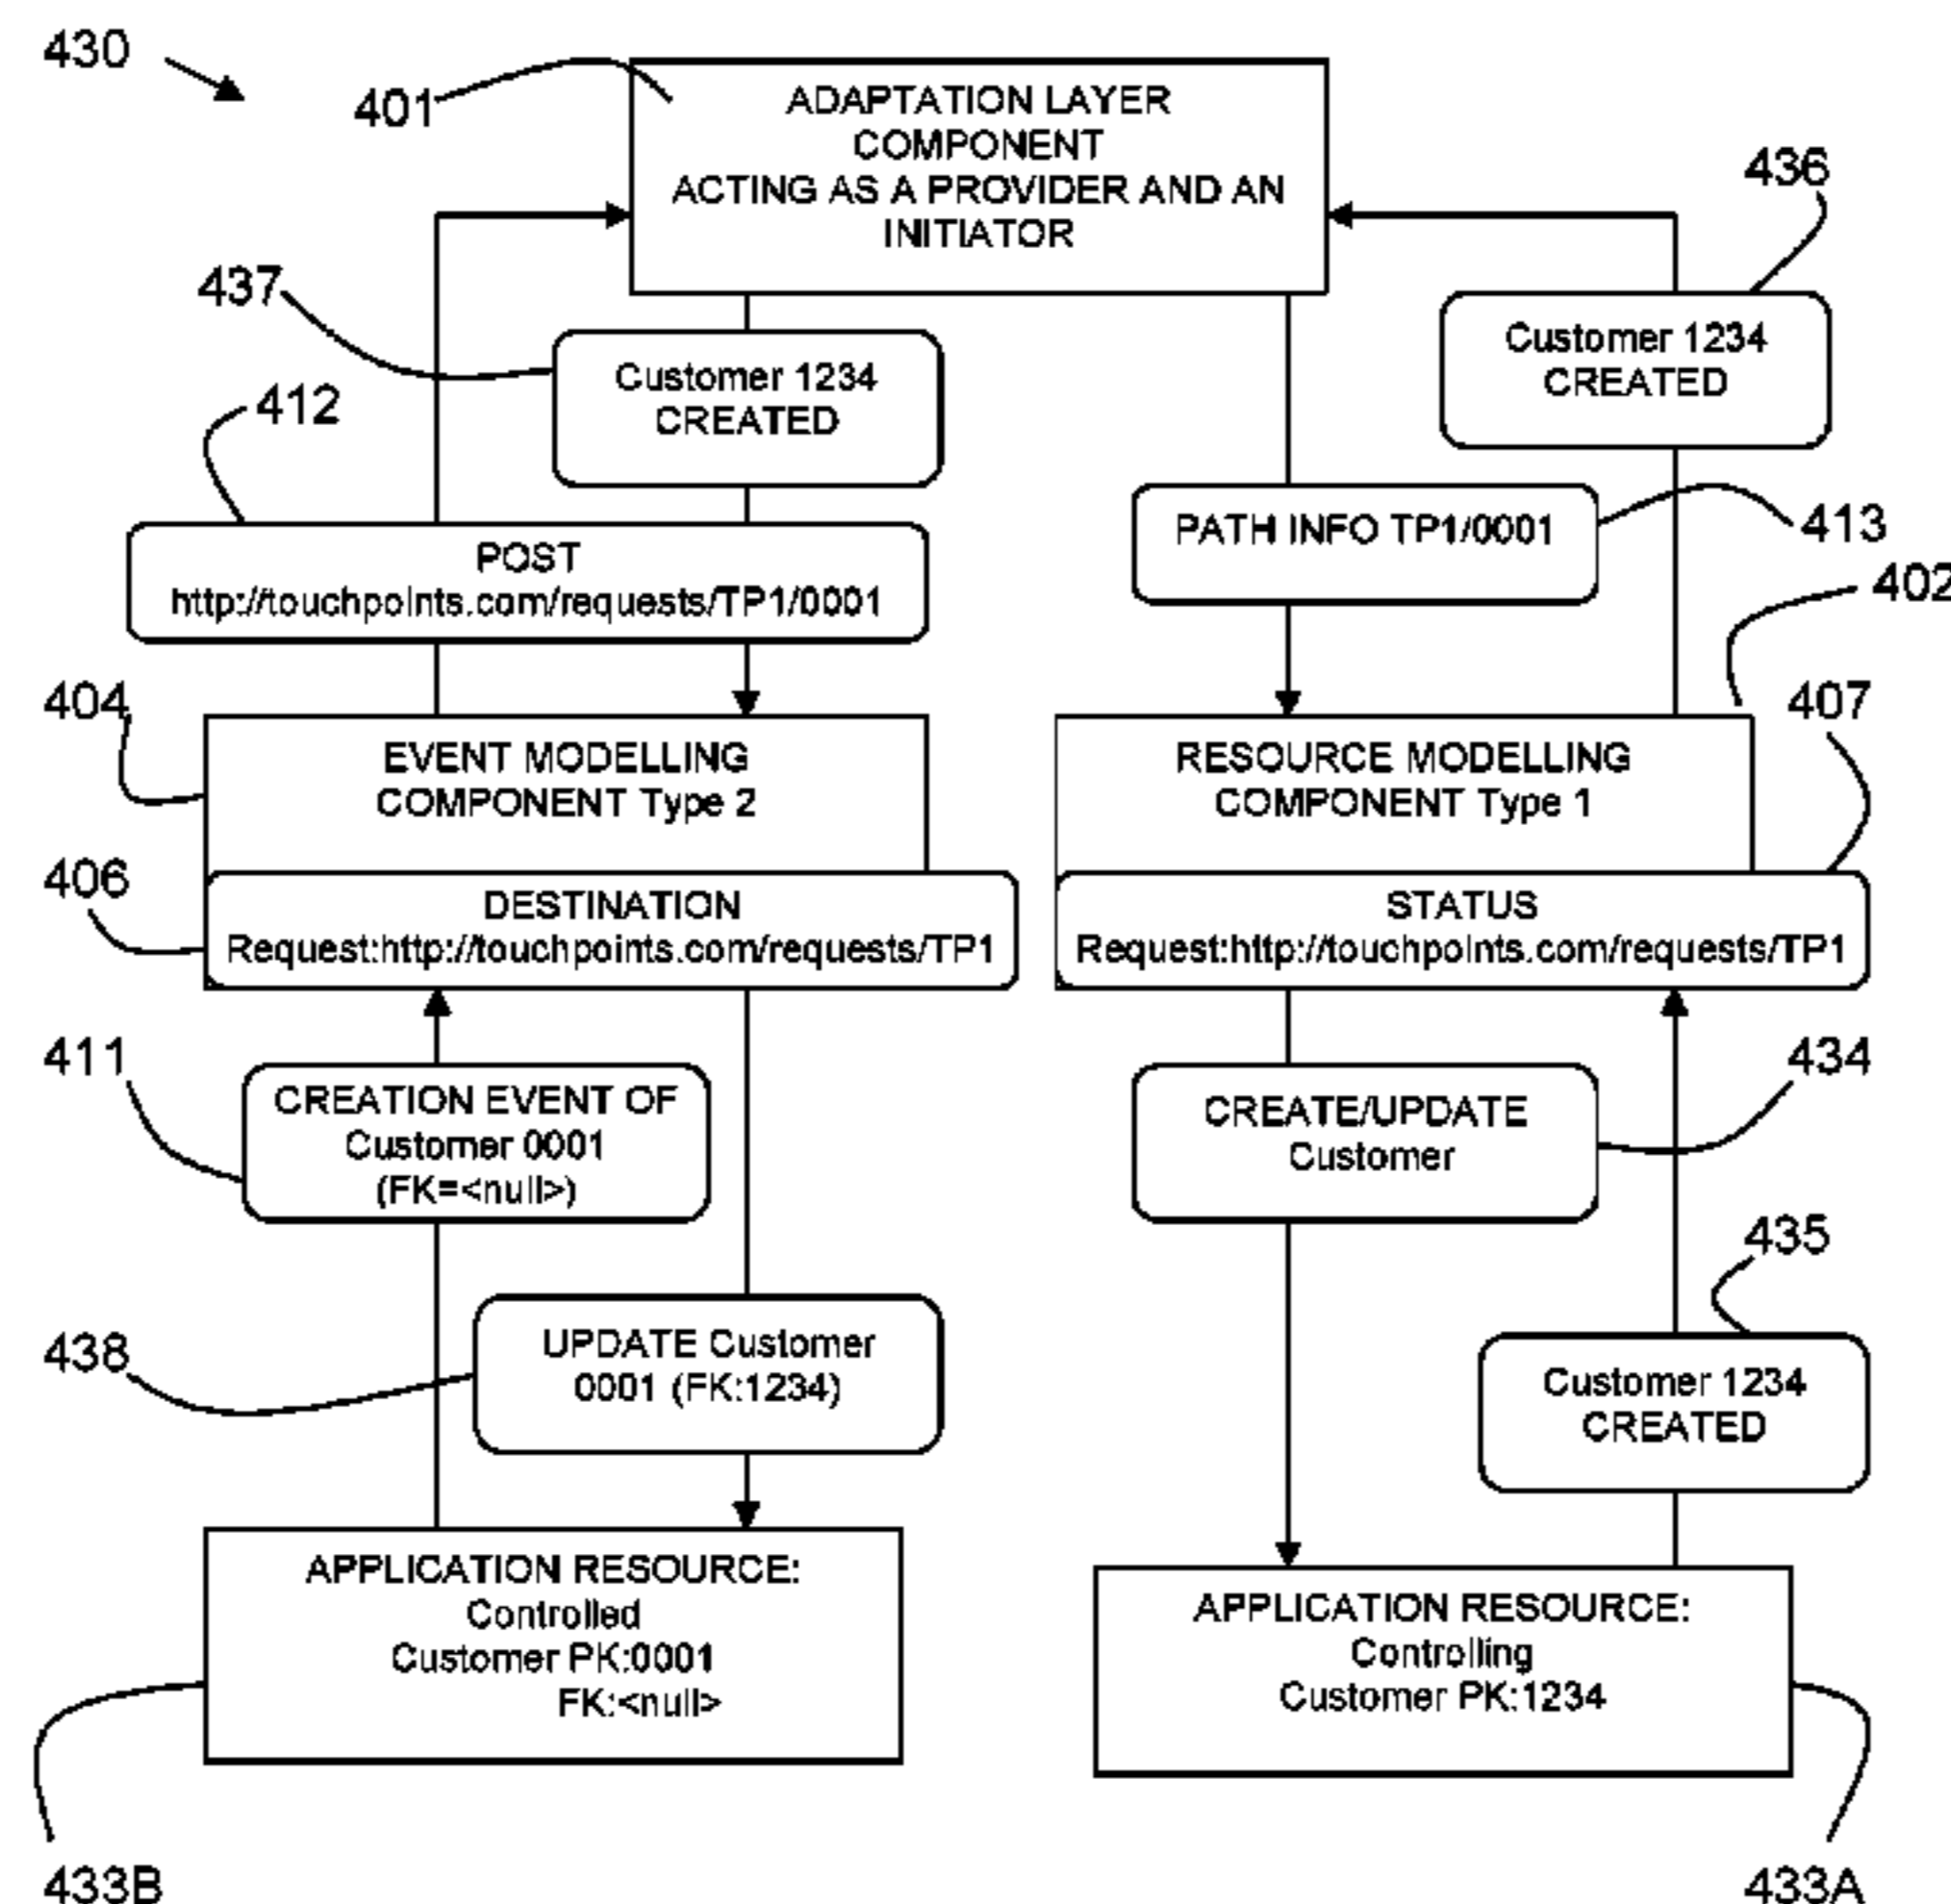 430
401
ADAPTATION LAYER
COMPONENT
ACTING AS A PROVIDER AND AN
INITIATOR
436
437
Customer 1234
CREATED
Customer 1234
CREATED
412
PATH INFO TP1/0001
413
POST
http://touchpoints.com/requests/TP1/0001
402
404
EVENT MODELLING
COMPONENT Type 2
RESOURCE MODELLING
COMPONENT Type 1
407
406
DESTINATION
Request:http://touchpoints.com/requests/TP1
STATUS
Request:http://touchpoints.com/requests/TP1
411
CREATION EVENT OF
Customer 0001
(FK=<null>)
CREATE/UPDATE
Customer
434
435
438
UPDATE Customer
0001 (FK:1234)
Customer 1234
CREATED
APPLICATION RESOURCE:
Controlled
Customer PK:0001
FK:<null>
APPLICATION RESOURCE:
Controlling
Customer PK:1234
433B
433A